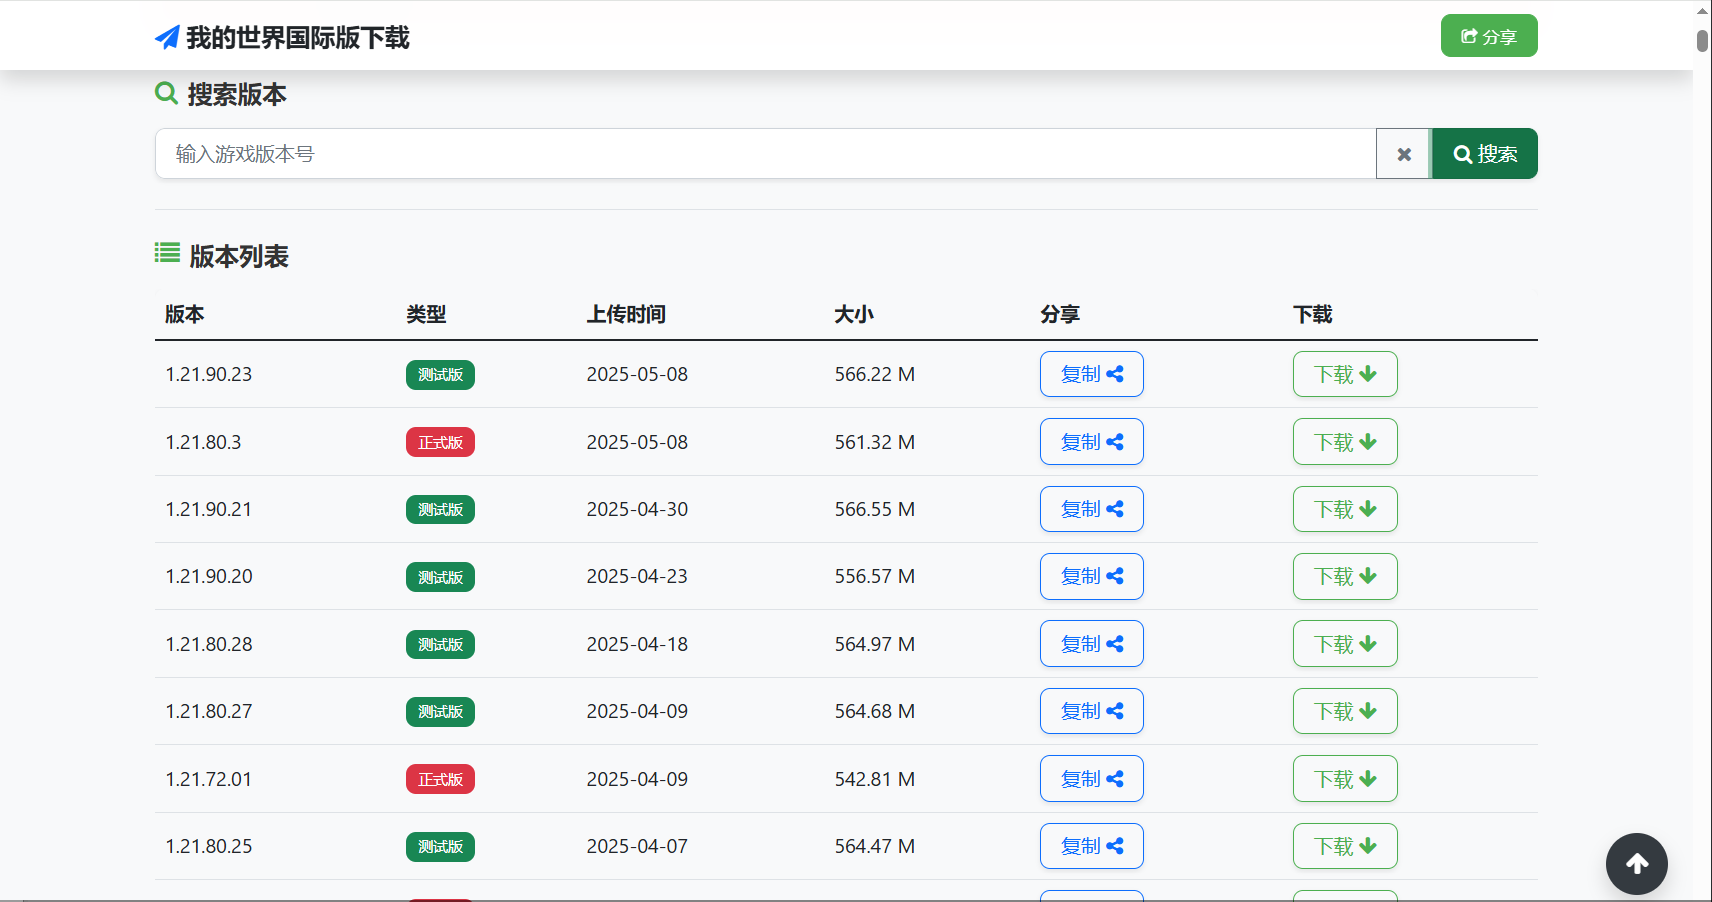 我的世界国际版下载
分享
搜索版本
输入游戏版本号
搜索
版本列表
版本 类型 上传时间 大小 分享 下载
1.21.90.23 测试版 2025-05-08 566.22 M 复制 下载
1.21.80.3 正式版 2025-05-08 561.32 M 复制 下载
1.21.90.21 测试版 2025-04-30 566.55 M 复制 下载
1.21.90.20 测试版 2025-04-23 556.57 M 复制 下载
1.21.80.28 测试版 2025-04-18 564.97 M 复制 下载
1.21.80.27 测试版 2025-04-09 564.68 M 复制 下载
1.21.72.01 正式版 2025-04-09 542.81 M 复制 下载
1.21.80.25 测试版 2025-04-07 564.47 M 复制 下载